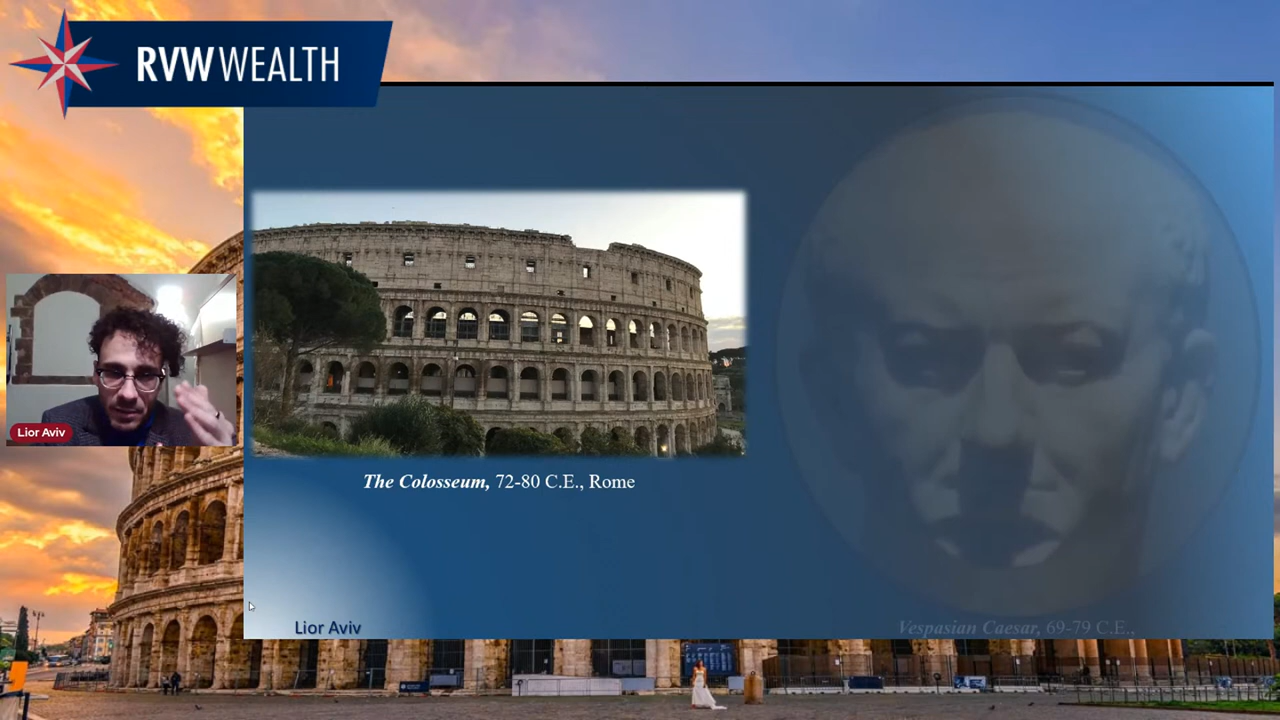 RVW WEALTH
The Colosseum, 72-80 C.E., Rome
Lior Aviv
Lior Aviv
Vespasian Caesar, 69-79 C.E.,